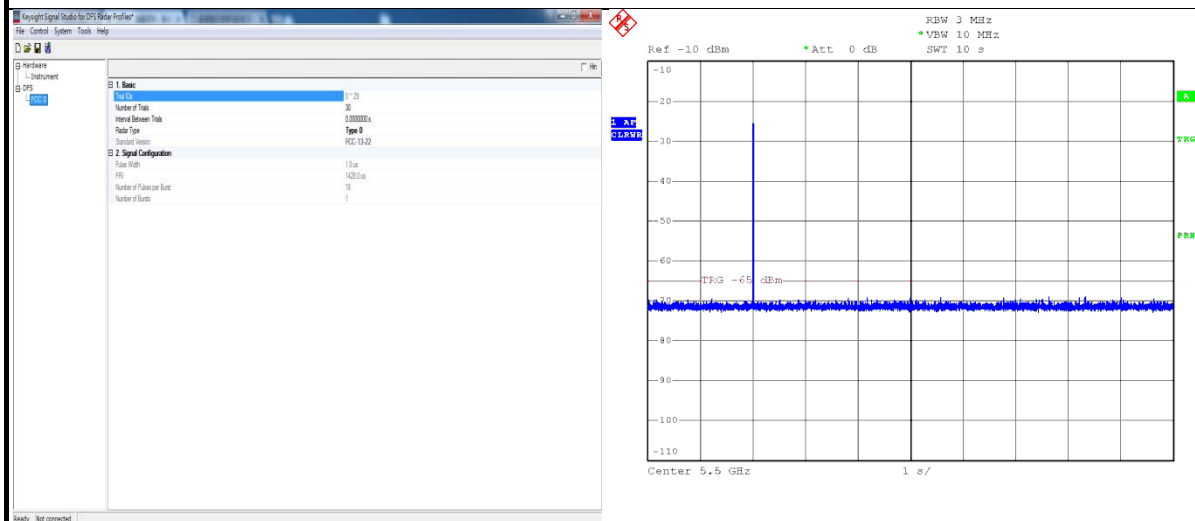 Keysight Signal Studio for DFS Radar Profiles*
File Control System Tools Help
Hardware
Instrument
DFS
FCC 0
Hin
1. Basic
Trial IDs 0 ~ 29
Number of Trials 30
Interval Between Trials 0.0000000 s
Radar Type Type 0
Standard Version FCC-13-22
2. Signal Configuration
Pulse Width 1.0 us
PRI 1428.0 us
Number of Pulses per Burst 18
Number of Bursts 1
Ready Not connected
R S
RBW 3 MHz
*VBW 10 MHz
Ref -10 dBm *Att 0 dB SWT 10 s
-10
A
-20
1 AP
CLRWR
-30
TRG
-40
-50
PRN
-60
TRG -65 dBm
-70
-80
-90
-100
-110
Center 5.5 GHz 1 s/